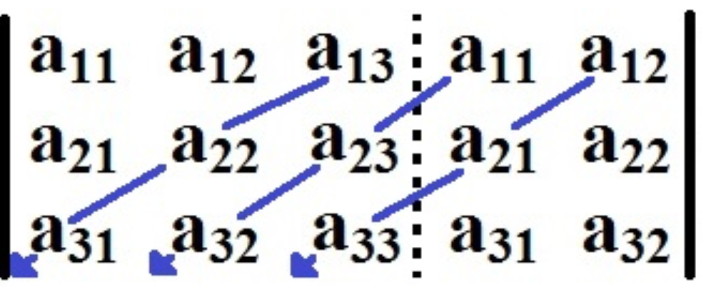 a₁₁ a₁₂ a₁₃ a₁₁ a₁₂
a₂₁ a₂₂ a₂₃ a₂₁ a₂₂
a₃₁ a₃₂ a₃₃ a₃₁ a₃₂